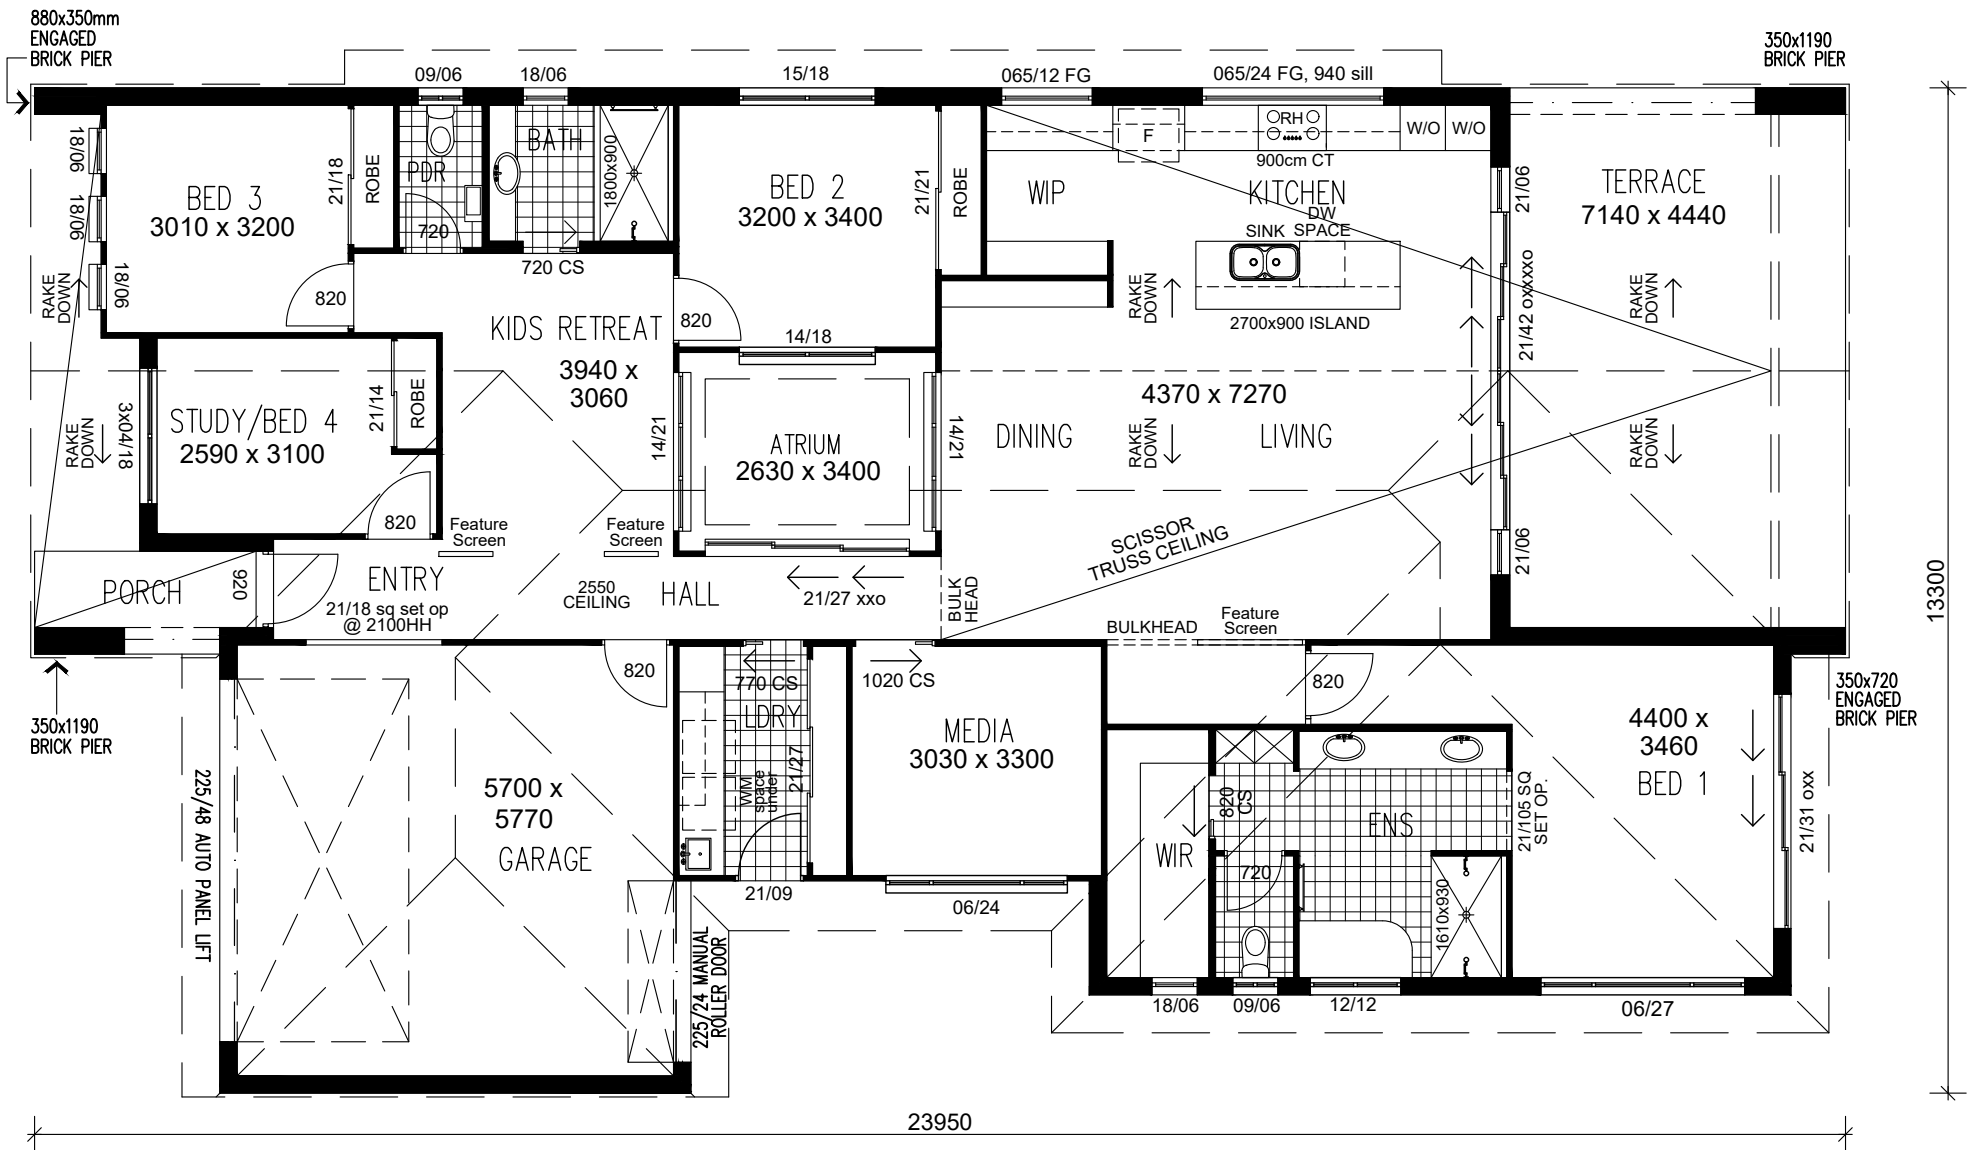 880x350mm
ENGAGED
BRICK PIER
350x1190
BRICK PIER
09/06
18/06
15/18
065/12 FG
065/24 FG, 940 sill
18/06
18/06
18/06
BED 3
3010 x 3200
21/18
ROBE
PDR
720
BATH
1800x900
720 CS
BED 2
3200 x 3400
21/21
ROBE
WIP
F
RH
900cm CT
W/O
W/O
KITCHEN
DW
SPACE
SINK
2700x900 ISLAND
21/06
TERRACE
7140 x 4440
RAKE
DOWN
820
KIDS RETREAT
3940 x
3060
820
14/18
RAKE
DOWN
21/42 oxxxxo
RAKE
DOWN
RAKE
DOWN
3x04/18
STUDY/BED 4
2590 x 3100
21/14
ROBE
820
14/21
ATRIUM
2630 x 3400
14/21
4370 x 7270
DINING
LIVING
RAKE
DOWN
RAKE
DOWN
SCISSOR
TRUSS CEILING
21/06
Feature
Screen
Feature
Screen
PORCH
920
ENTRY
21/18 sq set op
@ 2100HH
2550
CEILING
HALL
21/27 xxo
BULK
HEAD
BULKHEAD
Feature
Screen
13300
350x1190
BRICK PIER
820
770 CS
LDRY
WM
space
under
21/27
21/09
1020 CS
MEDIA
3030 x 3300
06/24
820
350x720
ENGAGED
BRICK PIER
4400 x
3460
BED 1
21/31 oxx
225/48 AUTO PANEL LIFT
5700 x
5770
GARAGE
225/24 MANUAL
ROLLER DOOR
WIR
820
CS
720
ENS
1610x930
21/105 SQ
SET OP.
18/06
09/06
12/12
06/27
23950